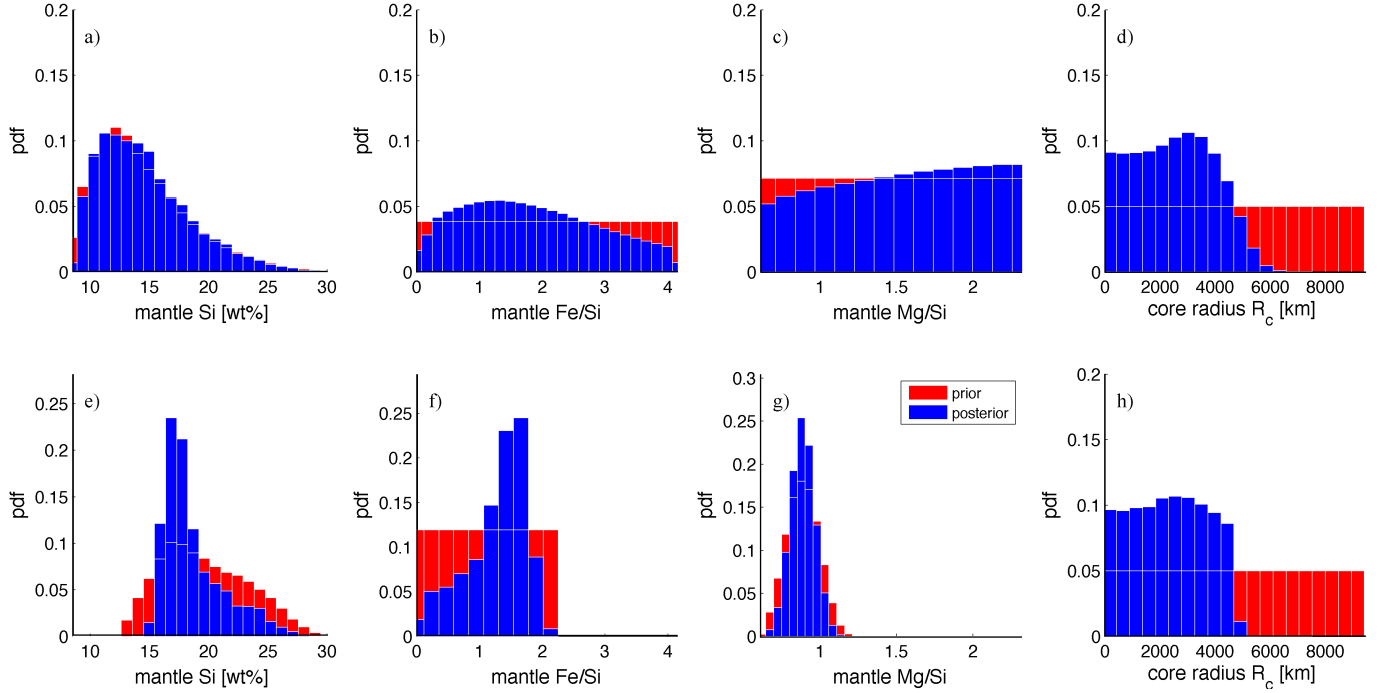 a)
pdf
0.2
0.15
0.1
0.05
0
10 15 20 25 30
mantle Si [wt%]
b)
pdf
0.2
0.15
0.1
0.05
0
0 1 2 3 4
mantle Fe/Si
c)
pdf
0.2
0.15
0.1
0.05
0
1 1.5 2
mantle Mg/Si
d)
pdf
0.2
0.15
0.1
0.05
0
0 2000 4000 6000 8000
core radius R_c [km]
e)
pdf
0.25
0.2
0.15
0.1
0.05
0
10 15 20 25 30
mantle Si [wt%]
f)
pdf
0.25
0.2
0.15
0.1
0.05
0
0 1 2 3 4
mantle Fe/Si
g)
prior
posterior
pdf
0.3
0.25
0.2
0.15
0.1
0.05
0
1 1.5 2
mantle Mg/Si
h)
pdf
0.2
0.15
0.1
0.05
0
0 2000 4000 6000 8000
core radius R_c [km]